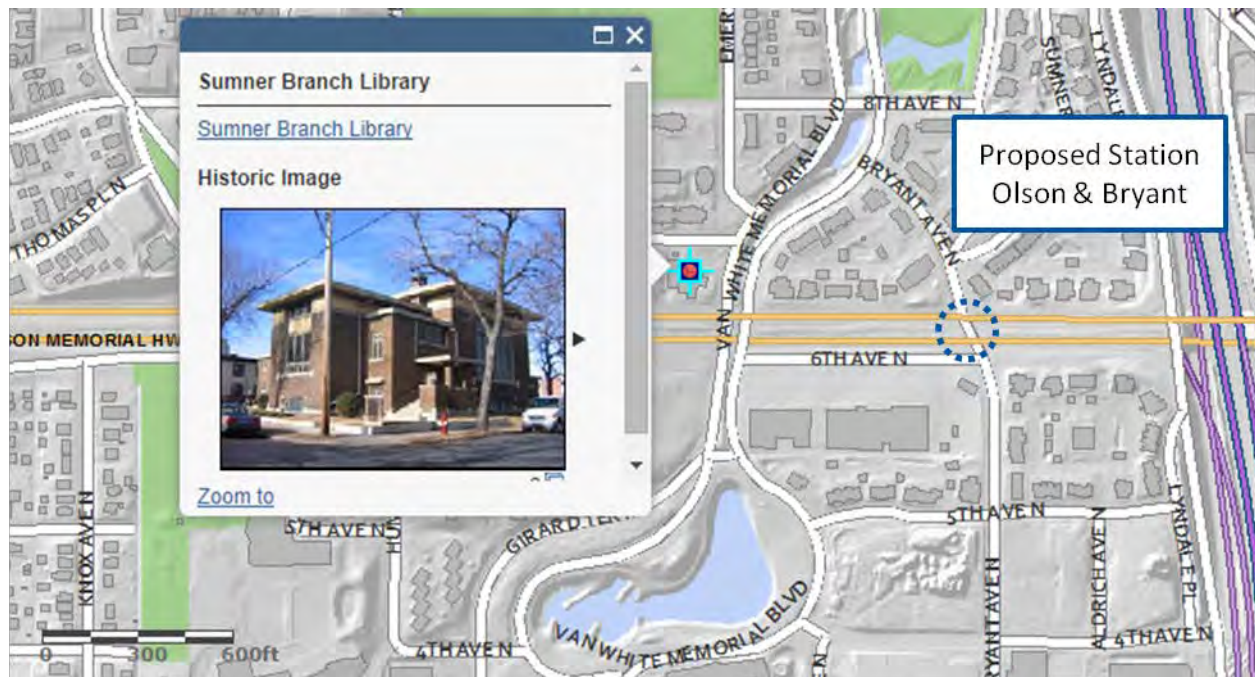 Sumner Branch Library
Sumner Branch Library
Historic Image
Zoom to
Proposed Station
Olson & Bryant
8TH AVE N
SUMNER
LYNDALE
BRYANT AVE N
VAN WHITE MEMORIAL BLVD
THOMAS PL N
SON MEMORIAL HW
6TH AVE N
KNOX AVE N
5TH AVE N
GIRARD TER
5TH AVE N
LYNDALE PL
ALDRICH AVE N
RYANT AVE N
VAN WHITE MEMORIAL BLVD
4TH AVE N
4TH AVE N
0 300 600ft